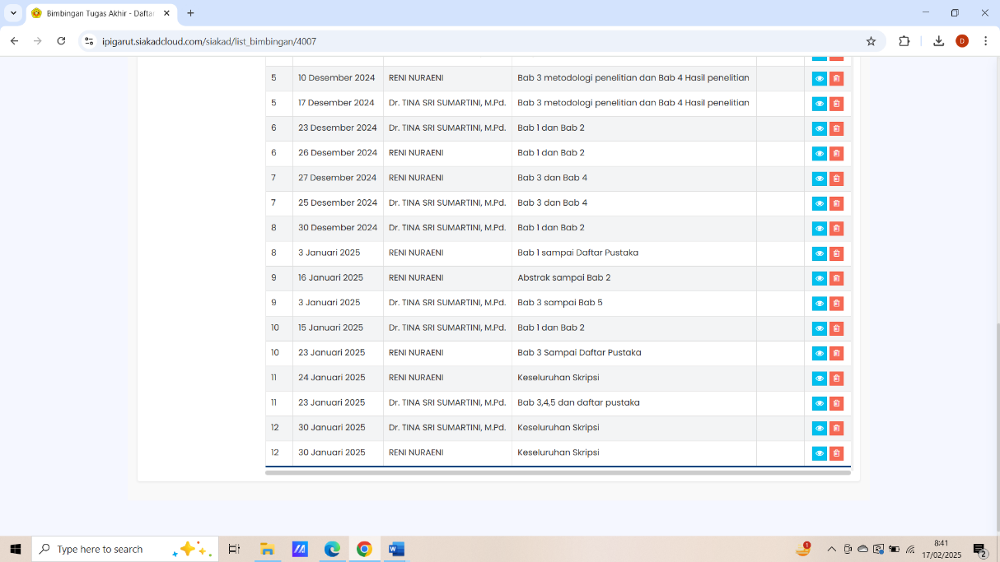 Bimbingan Tugas Akhir - Daftar
ipigarut.siakadcloud.com/siakad/list_bimbingan/4007
D
5 10 Desember 2024 RENI NURAENI Bab 3 metodologi penelitian dan Bab 4 Hasil penelitian
5 17 Desember 2024 Dr. TINA SRI SUMARTINI, M.Pd. Bab 3 metodologi penelitian dan Bab 4 Hasil penelitian
6 23 Desember 2024 Dr. TINA SRI SUMARTINI, M.Pd. Bab 1 dan Bab 2
6 26 Desember 2024 RENI NURAENI Bab 1 dan Bab 2
7 27 Desember 2024 RENI NURAENI Bab 3 dan Bab 4
7 25 Desember 2024 Dr. TINA SRI SUMARTINI, M.Pd. Bab 3 dan Bab 4
8 30 Desember 2024 Dr. TINA SRI SUMARTINI, M.Pd. Bab 1 dan Bab 2
8 3 Januari 2025 RENI NURAENI Bab 1 sampai Daftar Pustaka
9 16 Januari 2025 RENI NURAENI Abstrak sampai Bab 2
9 3 Januari 2025 Dr. TINA SRI SUMARTINI, M.Pd. Bab 3 sampai Bab 5
10 15 Januari 2025 Dr. TINA SRI SUMARTINI, M.Pd. Bab 1 dan Bab 2
10 23 Januari 2025 RENI NURAENI Bab 3 Sampai Daftar Pustaka
11 24 Januari 2025 RENI NURAENI Keseluruhan Skripsi
11 23 Januari 2025 Dr. TINA SRI SUMARTINI, M.Pd. Bab 3,4,5 dan daftar pustaka
12 30 Januari 2025 Dr. TINA SRI SUMARTINI, M.Pd. Keseluruhan Skripsi
12 30 Januari 2025 RENI NURAENI Keseluruhan Skripsi
Type here to search
1
8:41
17/02/2025
2